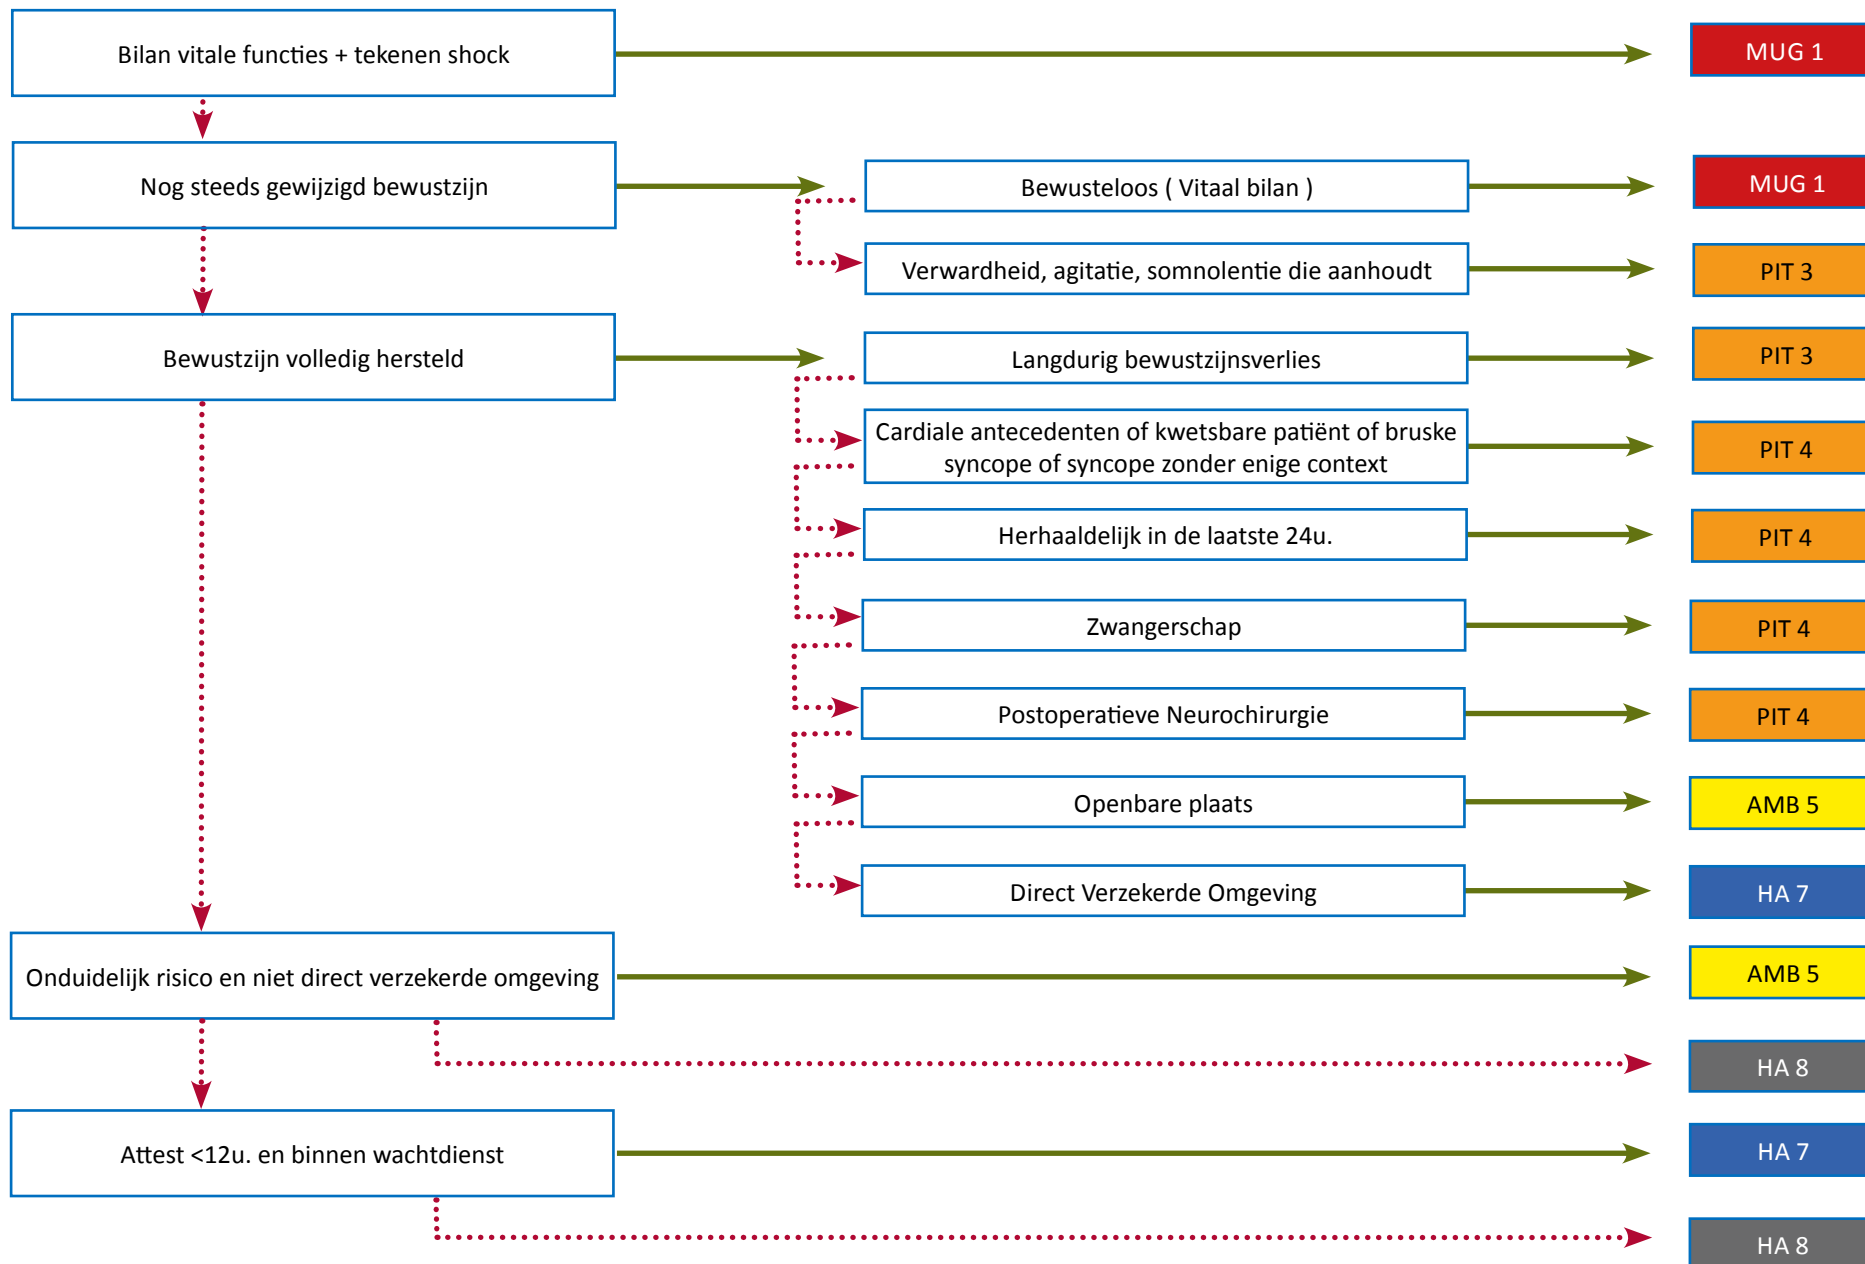 Bilan vitale functies + tekenen shock
MUG 1
Nog steeds gewijzigd bewustzijn
Bewusteloos ( Vitaal bilan )
MUG 1
Verwardheid, agitatie, somnolentie die aanhoudt
PIT 3
Bewustzijn volledig hersteld
Langdurig bewustzijnsverlies
PIT 3
Cardiale antecedenten of kwetsbare patiënt of bruske
syncope of syncope zonder enige context
PIT 4
Herhaaldelijk in de laatste 24u.
PIT 4
Zwangerschap
PIT 4
Postoperatieve Neurochirurgie
PIT 4
Openbare plaats
AMB 5
Direct Verzekerde Omgeving
HA 7
Onduidelijk risico en niet direct verzekerde omgeving
AMB 5
HA 8
Attest <12u. en binnen wachtdienst
HA 7
HA 8